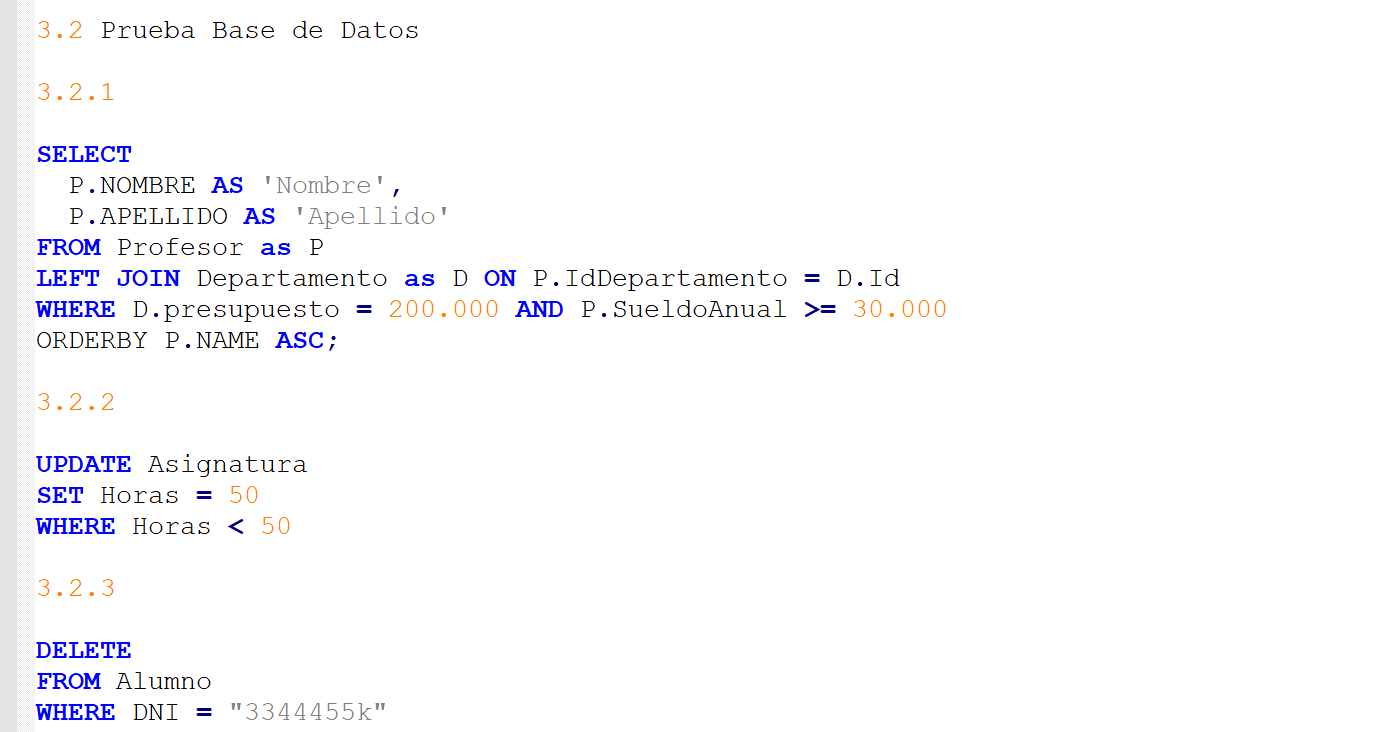 3.2 Prueba Base de Datos
3.2.1
SELECT
P.NOMBRE AS 'Nombre',
P.APELLIDO AS 'Apellido'
FROM Profesor as P
LEFT JOIN Departamento as D ON P.IdDepartamento = D.Id
WHERE D.presupuesto = 200.000 AND P.SueldoAnual >= 30.000
ORDERBY P.NAME ASC;
3.2.2
UPDATE Asignatura
SET Horas = 50
WHERE Horas < 50
3.2.3
DELETE
FROM Alumno
WHERE DNI = "3344455k"